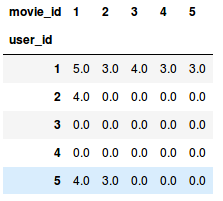 movie_id 1 2 3 4 5
user_id
1 5.0 3.0 4.0 3.0 3.0
2 4.0 0.0 0.0 0.0 0.0
3 0.0 0.0 0.0 0.0 0.0
4 0.0 0.0 0.0 0.0 0.0
5 4.0 3.0 0.0 0.0 0.0